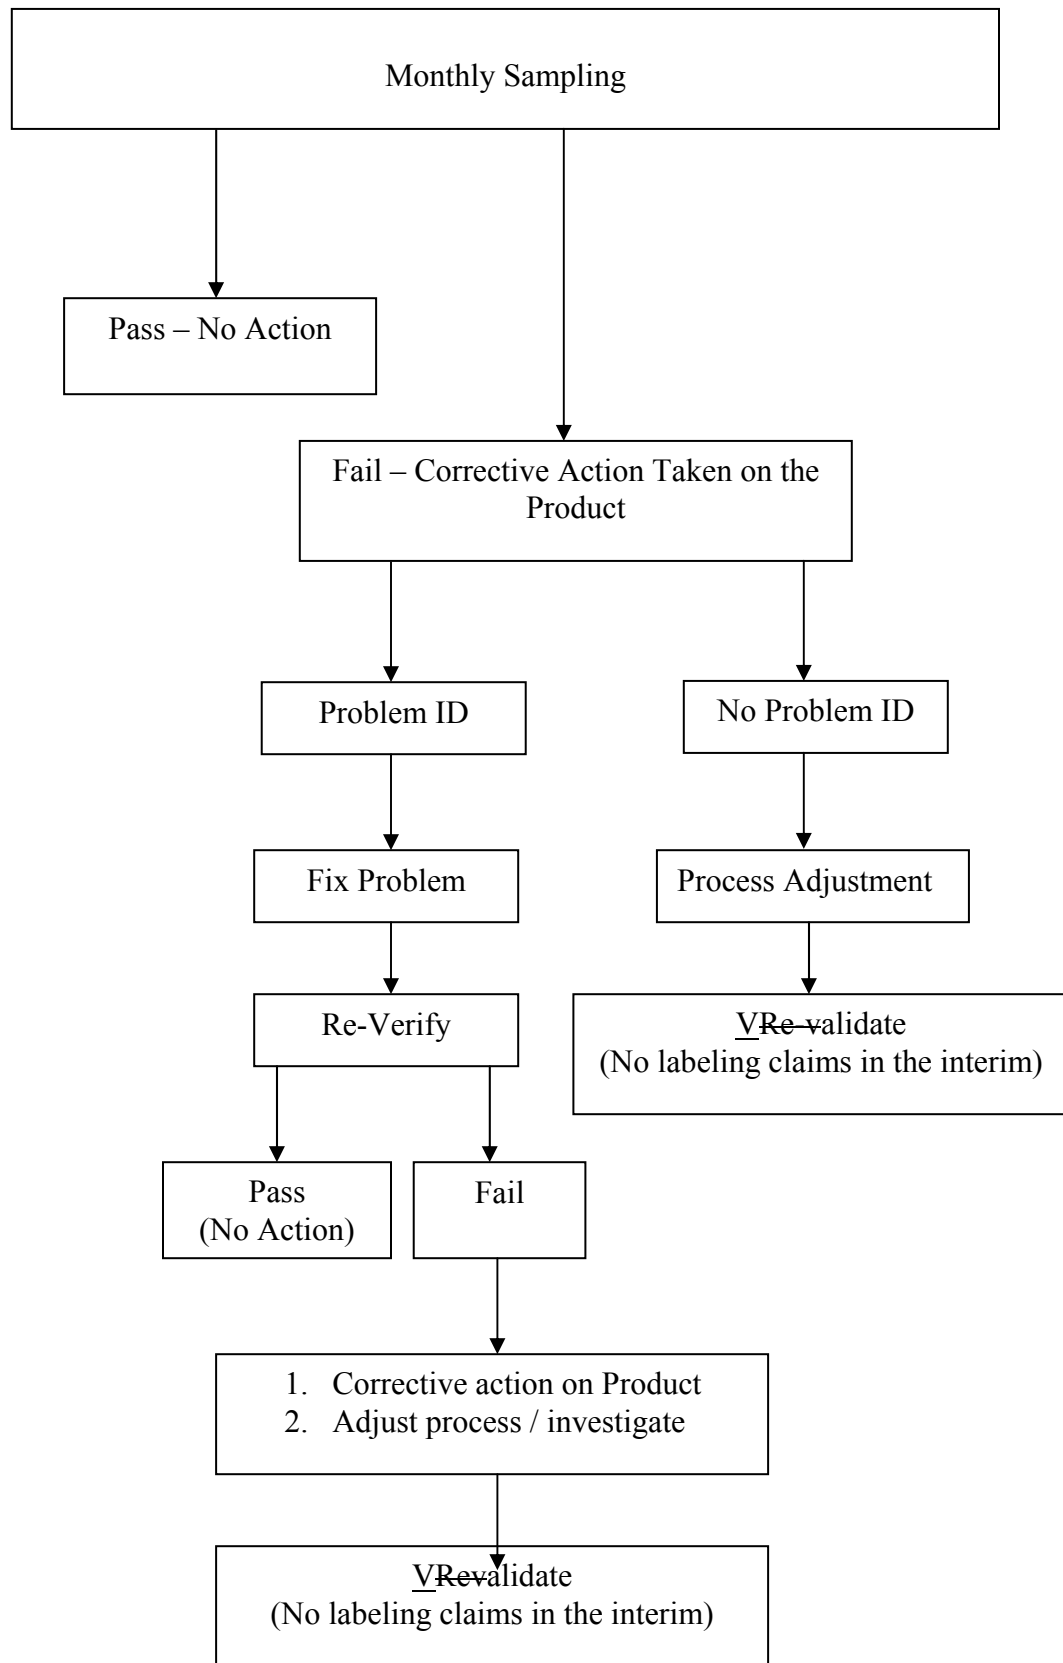 Monthly Sampling
Pass – No Action
Fail – Corrective Action Taken on the
Product
Problem ID
No Problem ID
Fix Problem
Process Adjustment
Re-Verify
VRe-validate
(No labeling claims in the interim)
Pass
(No Action)
Fail
1. Corrective action on Product
2. Adjust process / investigate
VRevalidate
(No labeling claims in the interim)